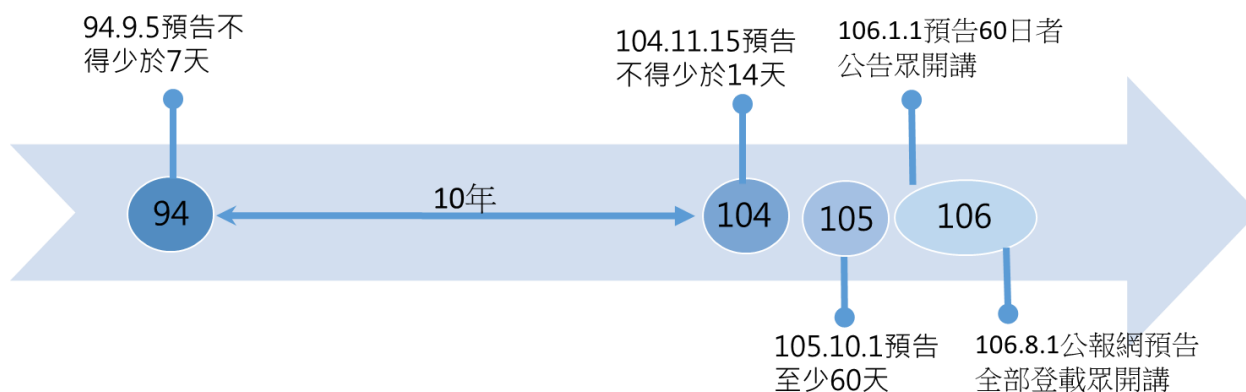 94.9.5預告不
得少於7天
104.11.15預告
不得少於14天
106.1.1預告60日者
公告眾開講
94
10年
104
105
106
105.10.1預告
至少60天
106.8.1公報網預告
全部登載眾開講